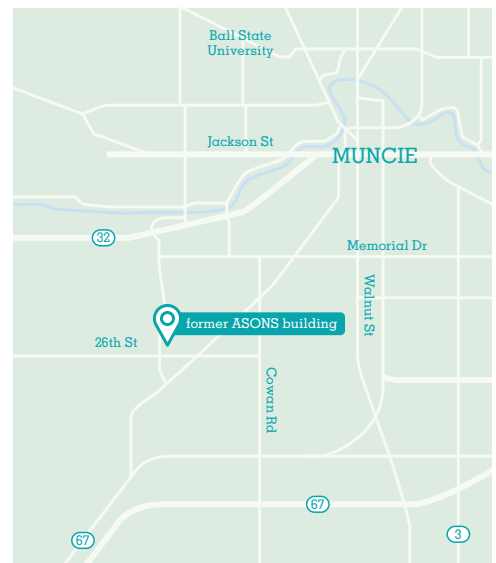 Ball State
University
Jackson St
MUNCIE
32
Memorial Dr
Walnut St
former ASONS building
26th St
Cowan Rd
67
67
3